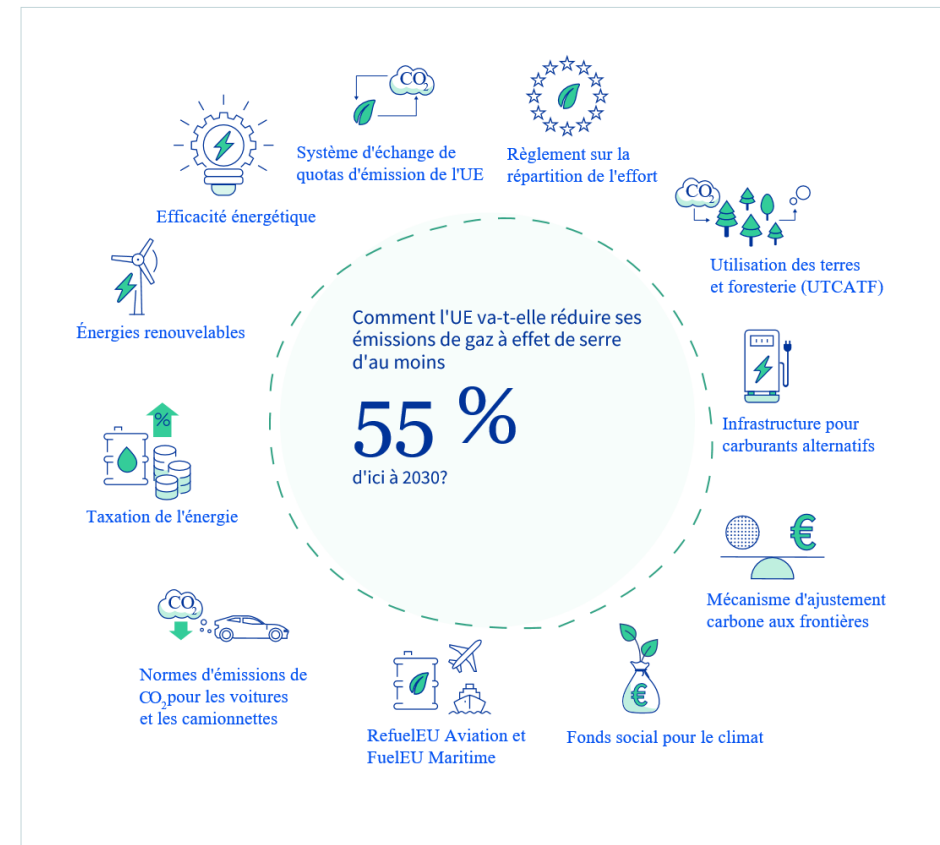 CO2
Système d'échange de
quotas d'émission de l'UE
Règlement sur la
répartition de l'effort
CO2
Utilisation des terres
et foresterie (UTCATF)
Efficacité énergétique
Énergies renouvelables
Comment l'UE va-t-elle réduire ses
émissions de gaz à effet de serre
d'au moins
55 %
d'ici à 2030?
Infrastructure pour
carburants alternatifs
%
Taxation de l'énergie
€
Mécanisme d'ajustement
carbone aux frontières
CO2
Normes d'émissions de
CO2 pour les voitures
et les camionnettes
RefuelEU Aviation et
FuelEU Maritime
€
Fonds social pour le climat